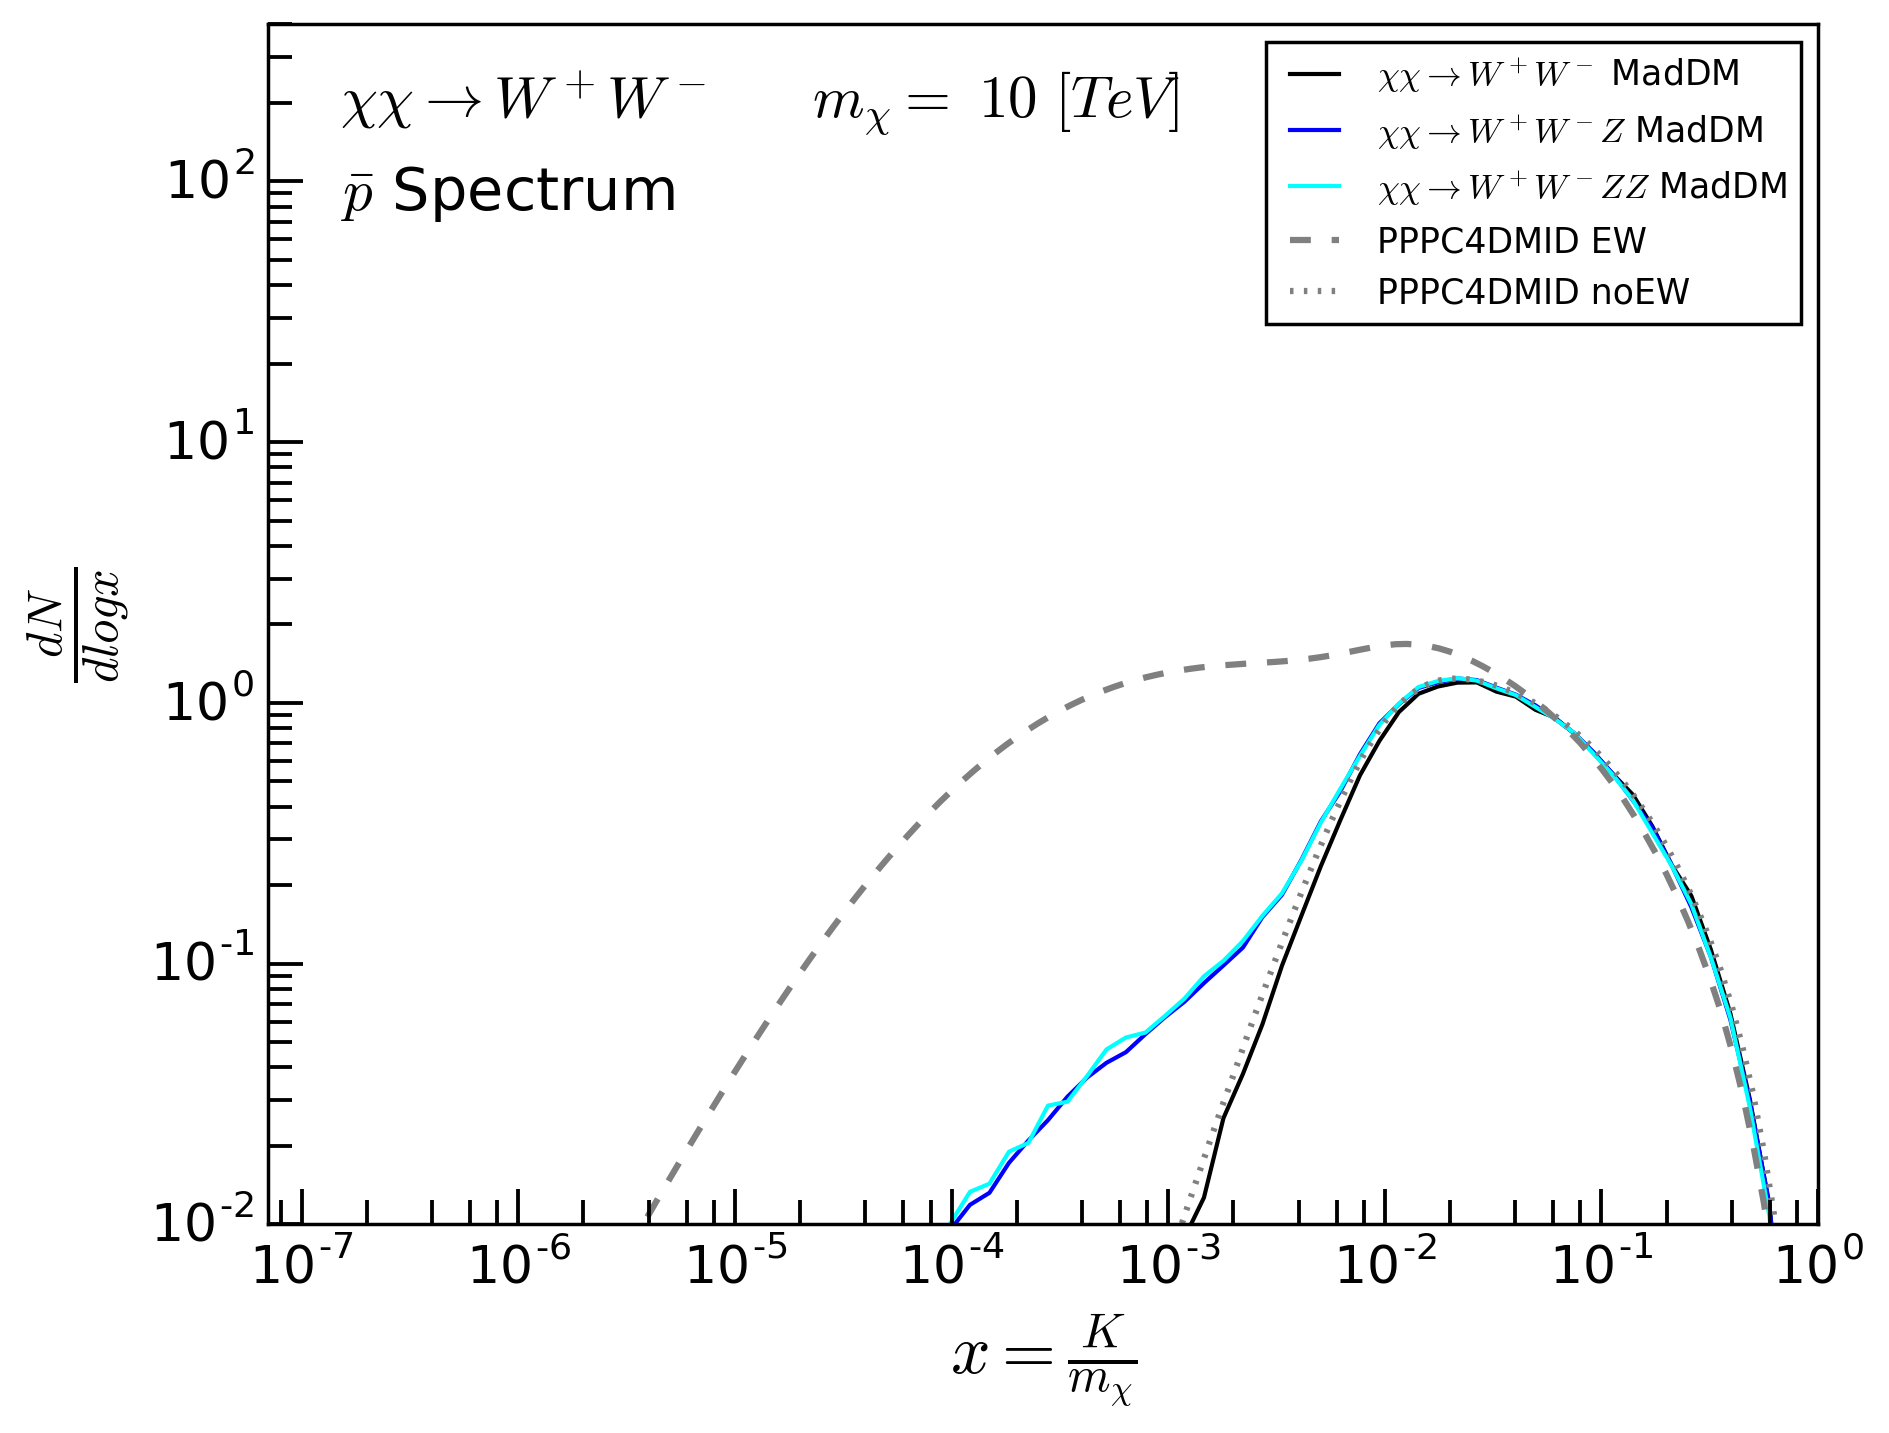 χχ → W⁺W⁻ m_χ = 10 [TeV]
p̄ Spectrum
χχ → W⁺W⁻ MadDM
χχ → W⁺W⁻Z MadDM
χχ → W⁺W⁻ZZ MadDM
PPPC4DMID EW
PPPC4DMID noEW
10²
10¹
10⁰
10⁻¹
10⁻²
dN
dlogx
10⁻⁷ 10⁻⁶ 10⁻⁵ 10⁻⁴ 10⁻³ 10⁻² 10⁻¹ 10⁰
x = K/m_χ